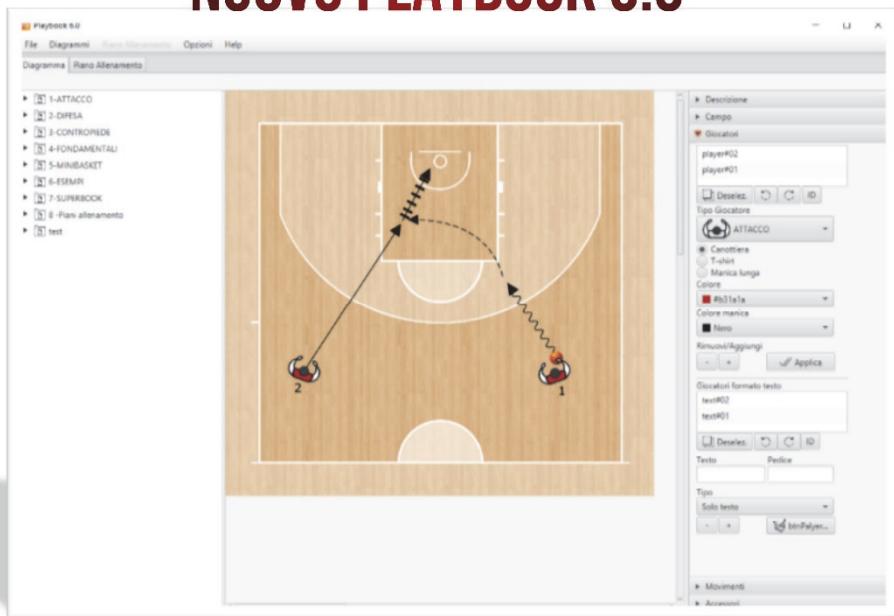 NUOVO PLAYBOOK 6.0
Playbook 6.0
File Diagrammi Piano Allenamento Opzioni Help
Diagramma Piano Allenamento
1-ATTACCO
2-DIFESA
3-CONTROPIEDE
4-FONDAMENTALI
5-MINIBASKET
6-ESEMPI
7-SUPERBOOK
8 -Piani allenamento
test
2
1
Descrizione
Campo
Giocatori
player#02
player#01
Deselez. ID
Tipo Giocatore
ATTACCO
Canottiera
T-shirt
Manica lunga
Colore
#b31a1a
Colore manica
Nero
Rimuovi/Aggiungi
- + Applica
Giocatori formato testo
text#02
text#01
Deselez. ID
Testo Pedice
Tipo
Solo testo
- + btnPalyer...
Movimenti
Accessori